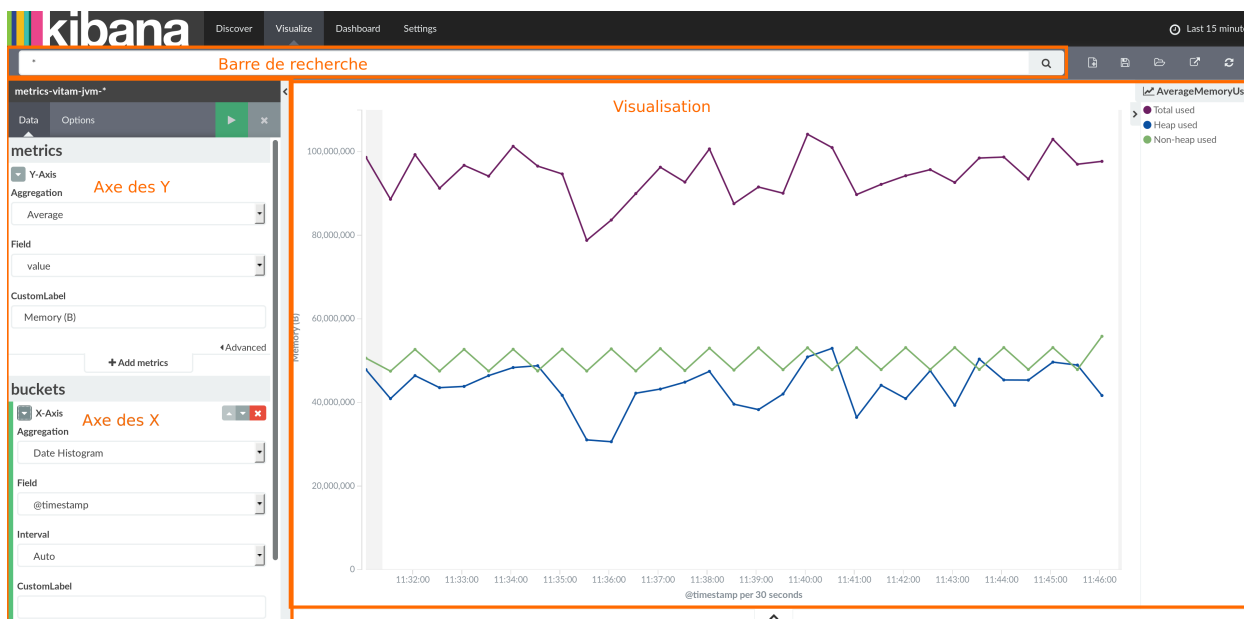 kibana
Discover
Visualize
Dashboard
Settings
Last 15 minute
*
Barre de recherche
metrics-vitam-jvm-*
Data
Options
metrics
Y-Axis
Axe des Y
Aggregation
Average
Field
value
CustomLabel
Memory (B)
Advanced
Add metrics
buckets
X-Axis
Axe des X
Aggregation
Date Histogram
Field
@timestamp
Interval
Auto
CustomLabel
Visualisation
100,000,000
80,000,000
60,000,000
40,000,000
20,000,000
0
Memory (B)
11:32:00
11:33:00
11:34:00
11:35:00
11:36:00
11:37:00
11:38:00
11:39:00
11:40:00
11:41:00
11:42:00
11:43:00
11:44:00
11:45:00
11:46:00
@timestamp per 30 seconds
AverageMemoryUs
Total used
Heap used
Non-heap used